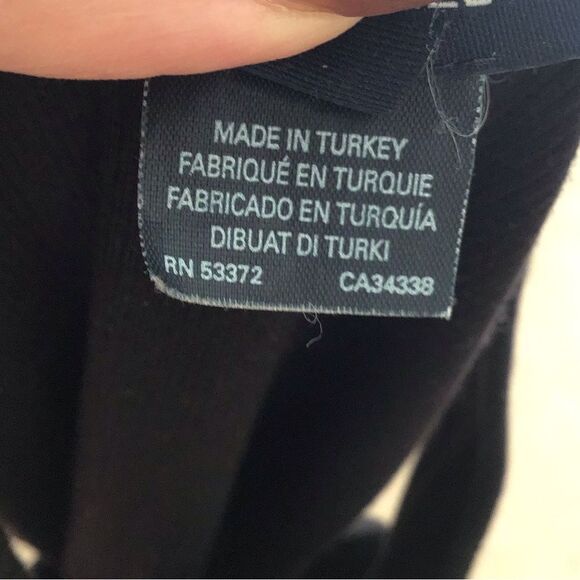 MADE IN TURKEY
FABRIQUÉ EN TURQUIE
FABRICADO EN TURQUÍA
DIBUAT DI TURKI
RN 53372 CA34338